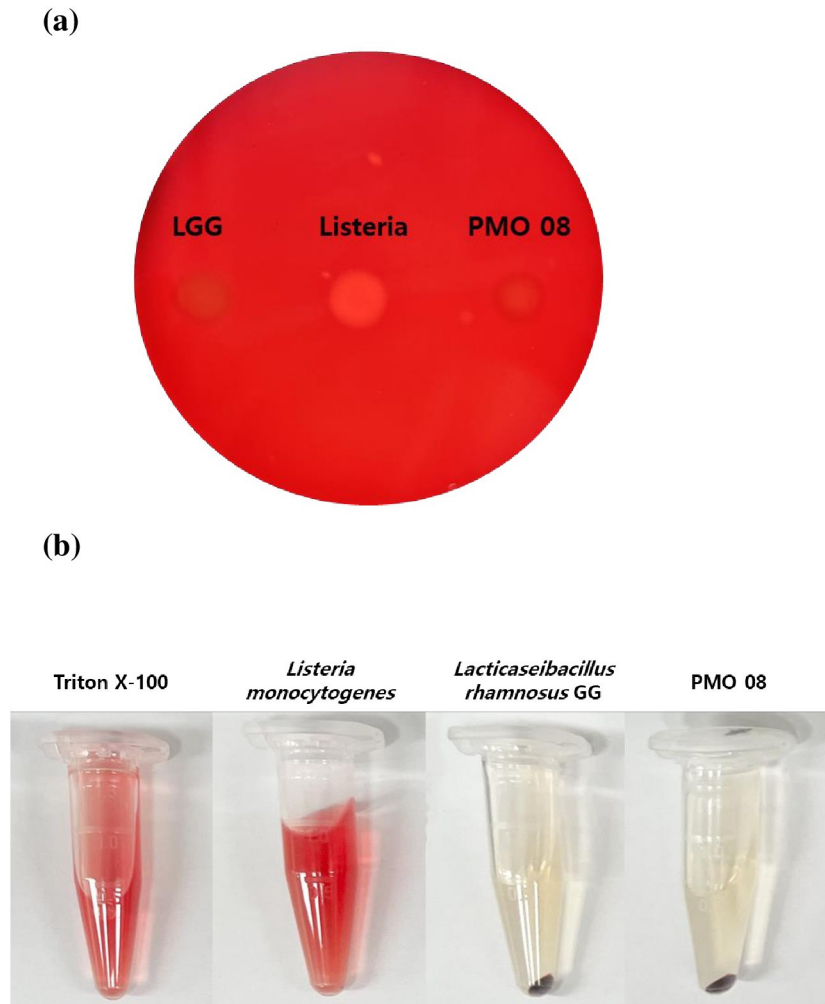 (a)
LGG Listeria PMO 08
(b)
Triton X-100
Listeria
monocytogenes
Lacticaseibacillus
rhamnosus GG
PMO 08